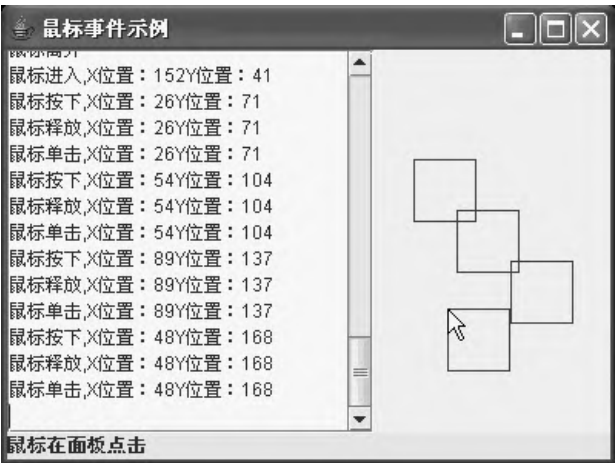 鼠标事件示例
鼠标离开
鼠标进入,X位置：152Y位置：41
鼠标按下,X位置：26Y位置：71
鼠标释放,X位置：26Y位置：71
鼠标单击,X位置：26Y位置：71
鼠标按下,X位置：54Y位置：104
鼠标释放,X位置：54Y位置：104
鼠标单击,X位置：54Y位置：104
鼠标按下,X位置：89Y位置：137
鼠标释放,X位置：89Y位置：137
鼠标单击,X位置：89Y位置：137
鼠标按下,X位置：48Y位置：168
鼠标释放,X位置：48Y位置：168
鼠标单击,X位置：48Y位置：168
鼠标在面板点击